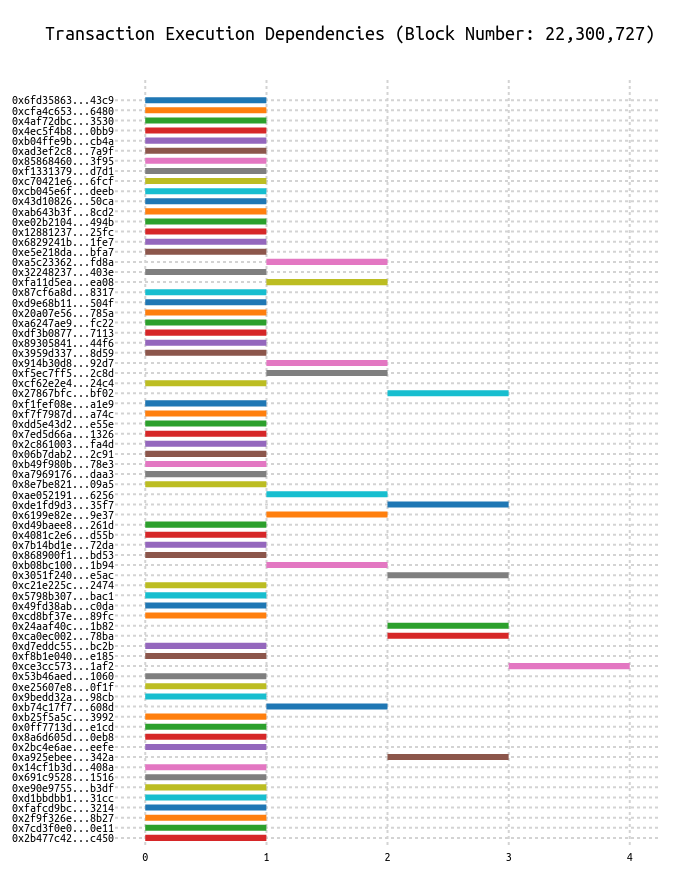 Transaction Execution Dependencies (Block Number: 22,300,727)
0x6fd35863...43c9
0xcfa4c653...6480
0x4af72dbc...3530
0x4ec5f4b8...0bb9
0xb04ffe9b...cb4a
0xad3ef2c8...7a9f
0x85868460...3f95
0xf1331379...d7d1
0xc70421e6...6fcf
0xcb045e6f...deeb
0x43d10826...50ca
0xab643b3f...8cd2
0xe02b2104...494b
0x12881237...25fc
0x6829241b...1fe7
0xe5e218da...bfa7
0xa5c23362...fd8a
0x32248237...403e
0xfa11d5ea...ea08
0x87cf6a8d...8317
0xd9e68b11...504f
0x20a07e56...785a
0xa6247ae9...fc22
0xdf3b0877...7113
0x89305841...44f6
0x3959d337...8d59
0x914b30d8...92d7
0xf5ec7ff5...2c8d
0xcf62e2e4...24c4
0x27867bfc...bf02
0xf1fef08e...a1e9
0xf7f7987d...a74c
0xdd5e43d2...e55e
0x7ed5d66a...1326
0x2c861003...fa4d
0x06b7dab2...2c91
0xb49f980b...78e3
0xa7969176...daa3
0x8e7be821...09a5
0xae052191...6256
0xde1fd9d3...35f7
0x6199e82e...9e37
0xd49baee8...261d
0x4081c2e6...d55b
0x7b14bd1e...72da
0x868900f1...bd53
0xb08bc100...1b94
0x3051f240...e5ac
0xc21e225c...2474
0x5798b307...bac1
0x49fd38ab...c0da
0xcd8bf37e...89fc
0x24aaf40c...1b82
0xca0ec002...78ba
0xd7eddc55...bc2b
0xf8b1e040...e185
0xce3cc573...1af2
0x53b46aed...1060
0xe25607e8...0f1f
0x9bedd32a...98cb
0xb74c17f7...608d
0xb25f5a5c...3992
0x0ff7713d...e1cd
0x8a6d605d...0eb8
0x2bc4e6ae...eefe
0xa925ebee...342a
0x14cf1b3d...408a
0x691c9528...1516
0xe90e9755...b3df
0xd1bbdbb1...31cc
0xfafcd9bc...3214
0x2f9f326e...8b27
0x7cd3f0e0...0e11
0x2b477c42...c450
0 1 2 3 4